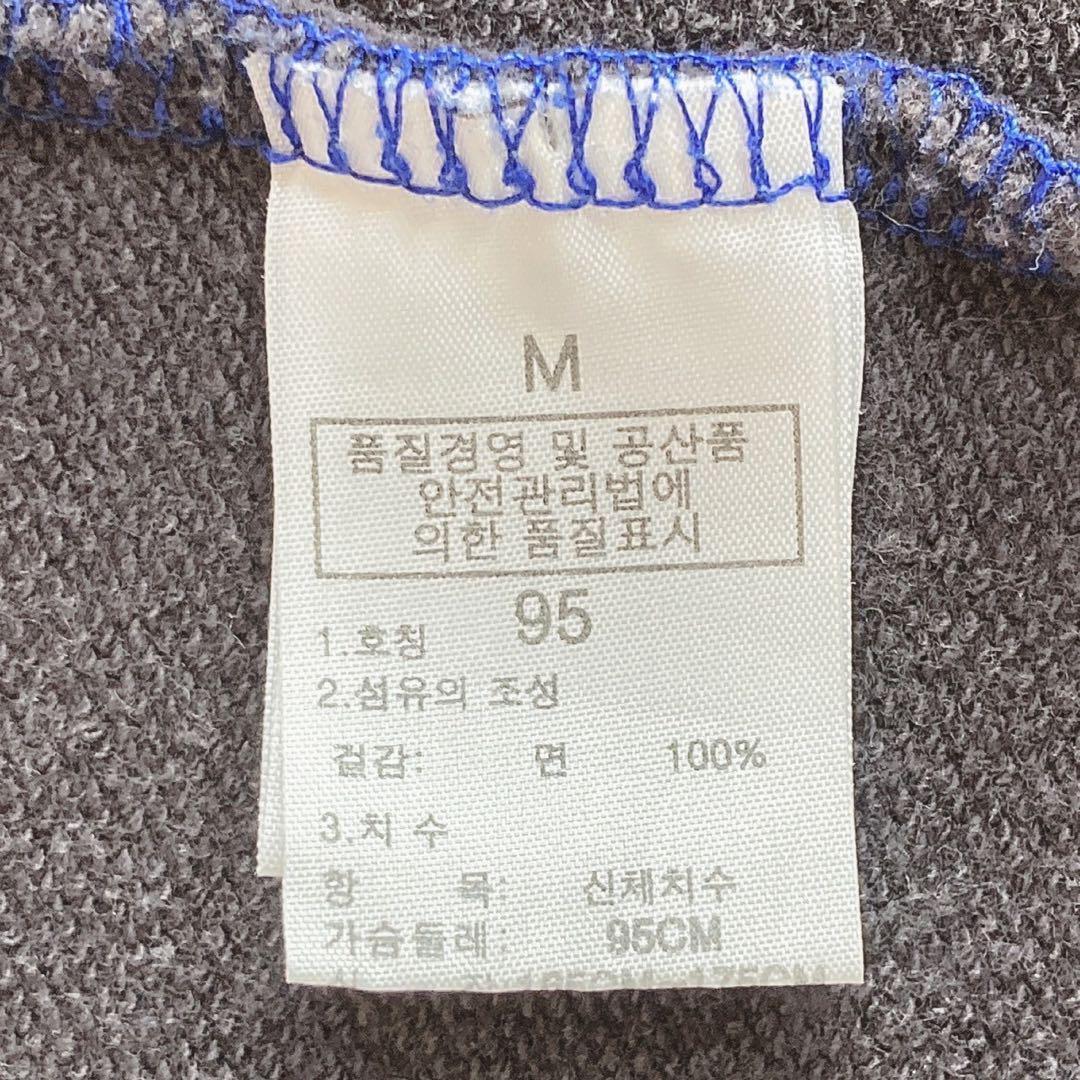 M
품질경영 및 공산품
안전관리법에
의한 품질표시
1.호칭 95
2.섬유의 조성
겉감: 면 100%
3.치 수
항 목: 신체치수
가슴둘레: 95CM
175CM